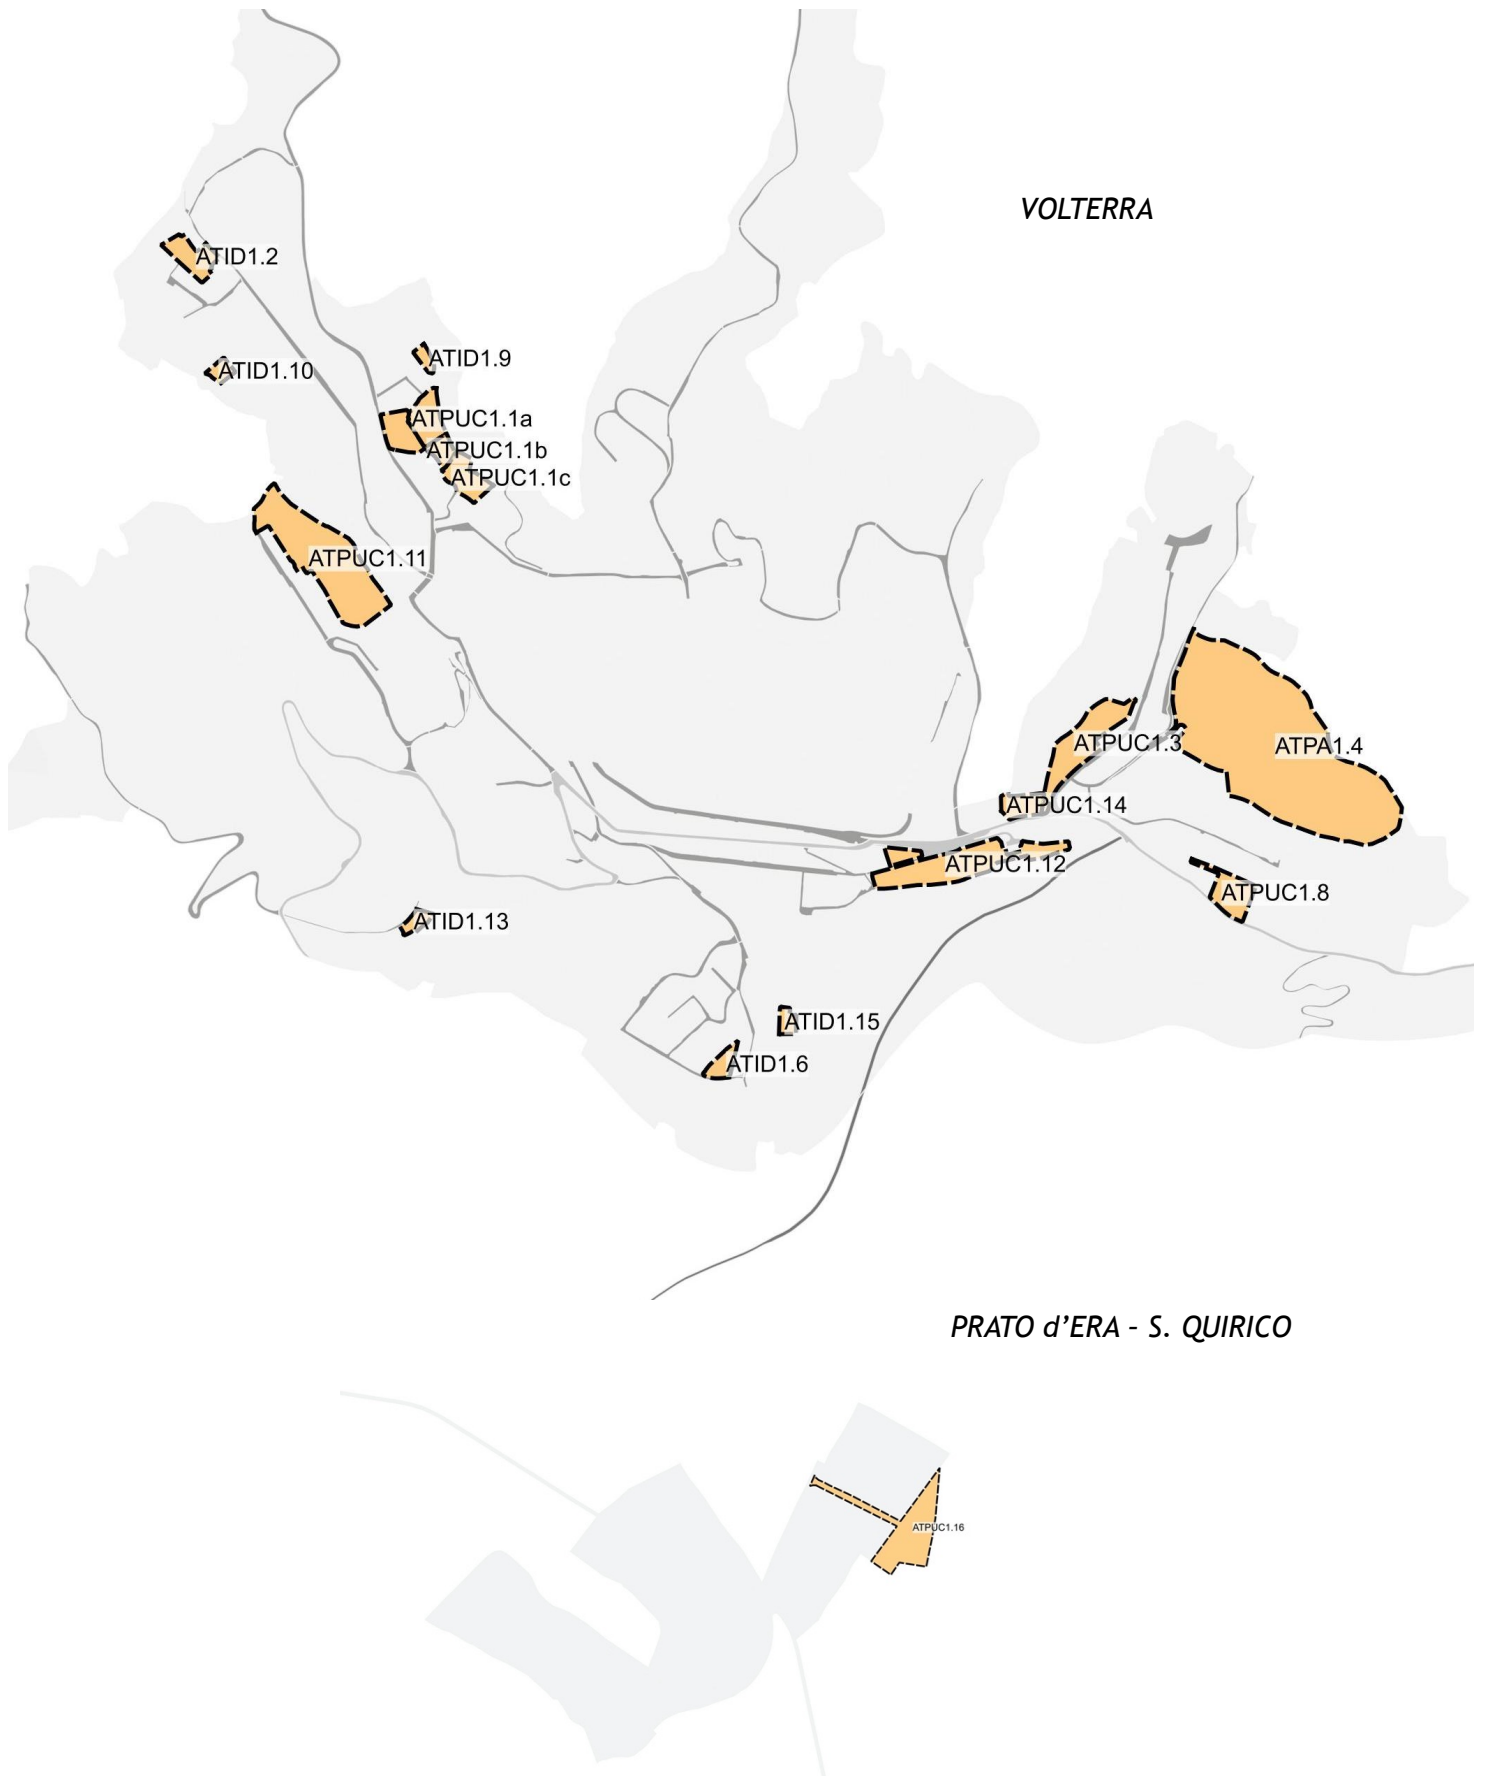 VOLTERRA
ATID1.2
ATID1.9
ATID1.10
ATPUC1.1a
ATPUC1.1b
ATPUC1.1c
ATPUC1.11
ATPUC1.3
ATPA1.4
ATPUC1.14
ATPUC1.12
ATPUC1.8
ATID1.13
ATID1.15
ATID1.6
PRATO d’ERA – S. QUIRICO
ATPUC1.16